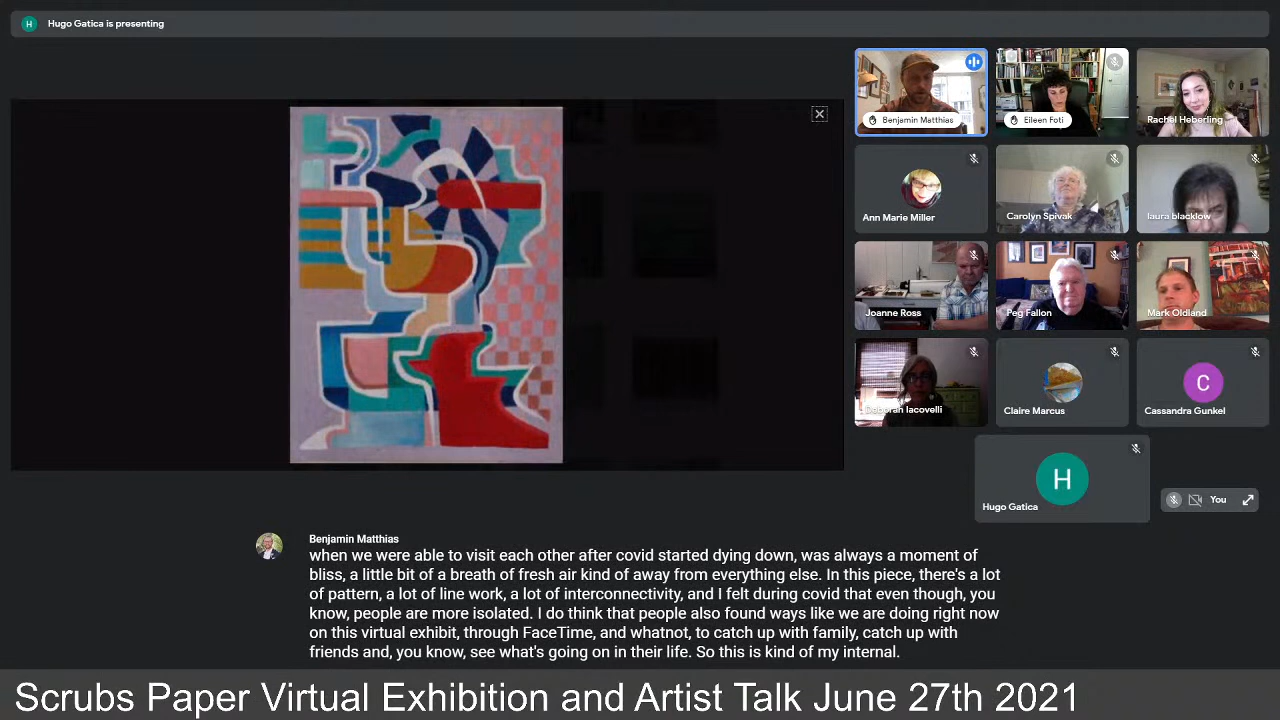 H
Hugo Gatica is presenting
Benjamin Matthias
Eileen Foti
Rachel Heberling
Ann Marie Miller
Carolyn Spivak
laura blacklow
Joanne Ross
Peg Fallon
Mark Oldland
Deborah Iacovelli
Claire Marcus
C
Cassandra Gunkel
H
Hugo Gatica
You
Benjamin Matthias
when we were able to visit each other after covid started dying down, was always a moment of
bliss, a little bit of a breath of fresh air kind of away from everything else. In this piece, there's a lot
of pattern, a lot of line work, a lot of interconnectivity, and I felt during covid that even though, you
know, people are more isolated. I do think that people also found ways like we are doing right now
on this virtual exhibit, through FaceTime, and whatnot, to catch up with family, catch up with
friends and, you know, see what's going on in their life. So this is kind of my internal.
Scrubs Paper Virtual Exhibition and Artist Talk June 27th 2021